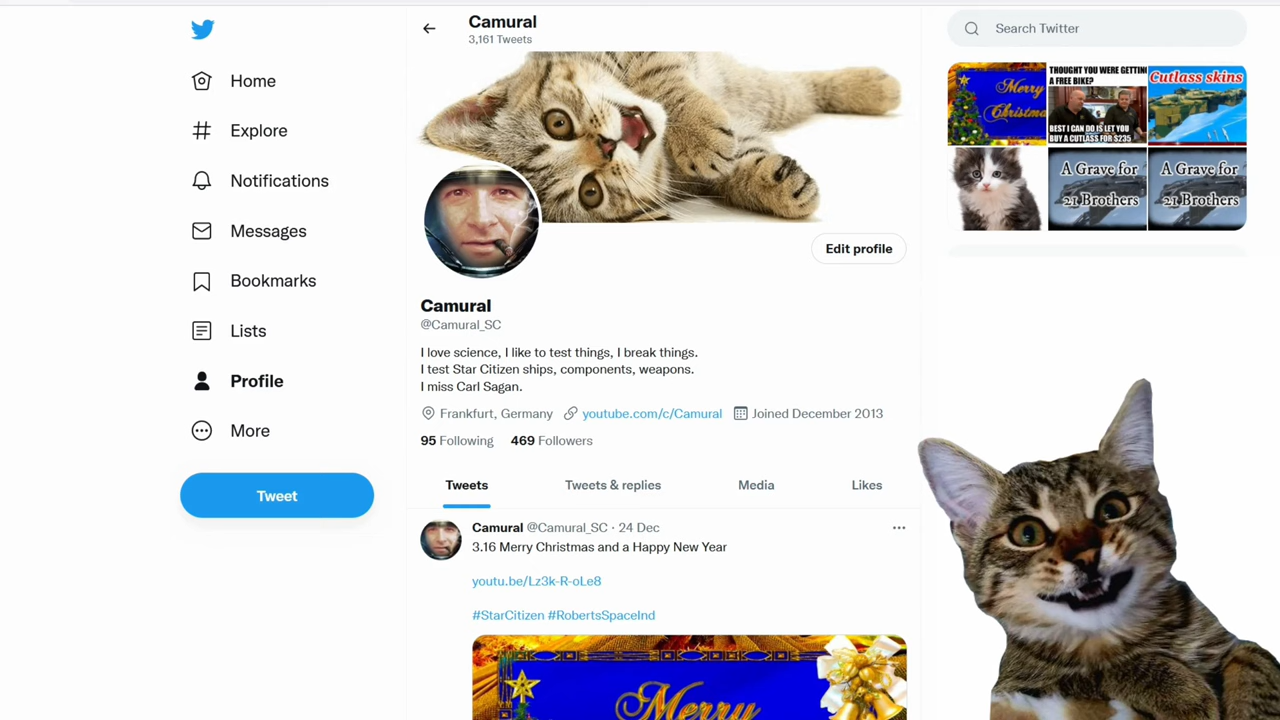 Camural
3,161 Tweets
Search Twitter
Home
Explore
Notifications
Messages
Bookmarks
Lists
Profile
More
Tweet
Edit profile
Camural
@Camural_SC
I love science, I like to test things, I break things.
I test Star Citizen ships, components, weapons.
I miss Carl Sagan.
Frankfurt, Germany youtube.com/c/Camural Joined December 2013
95 Following 469 Followers
Tweets Tweets & replies Media Likes
Camural @Camural_SC · 24 Dec
3.16 Merry Christmas and a Happy New Year
youtu.be/Lz3k-R-oLe8
#StarCitizen #RobertsSpaceInd
Merry
Merry
Christmas
THOUGHT YOU WERE GETTING
A FREE BIKE?
BEST I CAN DO IS LET YOU
BUY A CUTLASS FOR $235
Cutlass skins
A Grave for
21 Brothers
A Grave for
21 Brothers